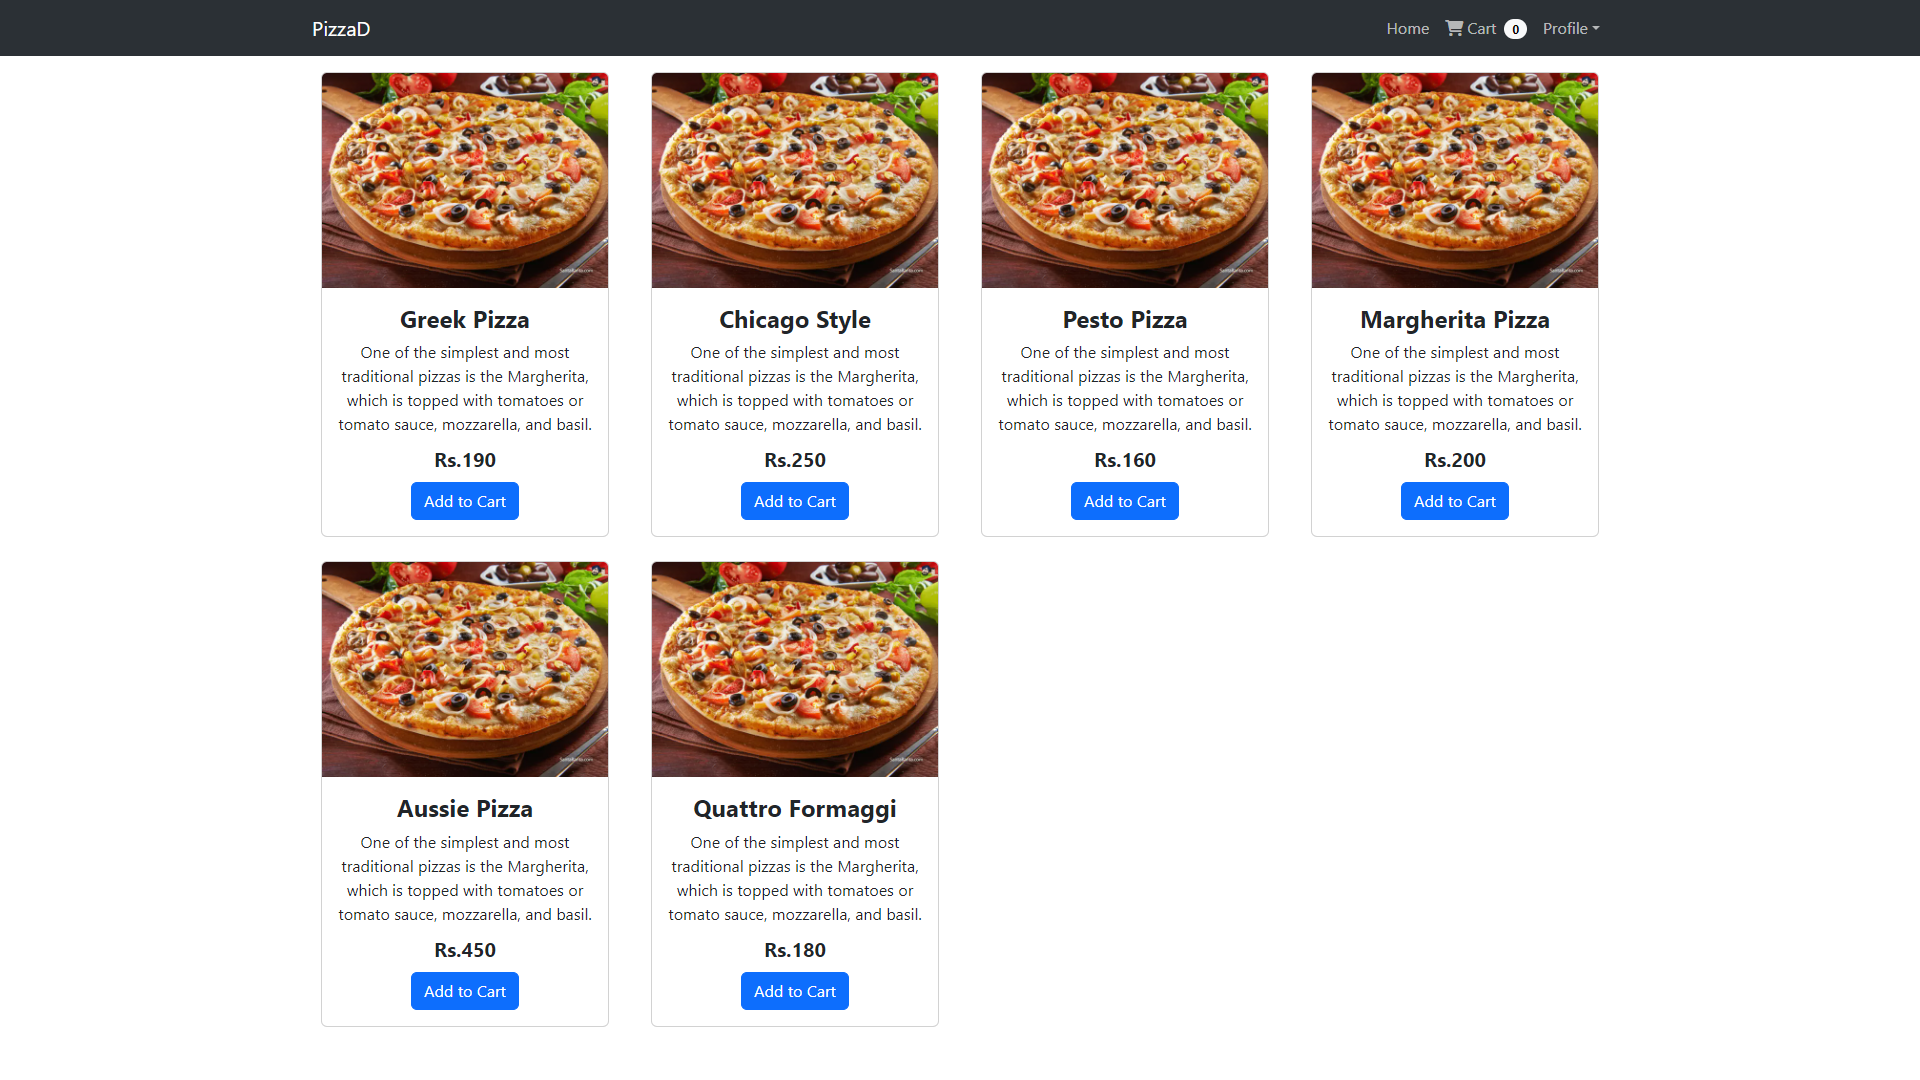 PizzaD
Home
Cart 0
Profile
Greek Pizza
One of the simplest and most
traditional pizzas is the Margherita,
which is topped with tomatoes or
tomato sauce, mozzarella, and basil.
Rs.190
Add to Cart
Chicago Style
One of the simplest and most
traditional pizzas is the Margherita,
which is topped with tomatoes or
tomato sauce, mozzarella, and basil.
Rs.250
Add to Cart
Pesto Pizza
One of the simplest and most
traditional pizzas is the Margherita,
which is topped with tomatoes or
tomato sauce, mozzarella, and basil.
Rs.160
Add to Cart
Margherita Pizza
One of the simplest and most
traditional pizzas is the Margherita,
which is topped with tomatoes or
tomato sauce, mozzarella, and basil.
Rs.200
Add to Cart
Aussie Pizza
One of the simplest and most
traditional pizzas is the Margherita,
which is topped with tomatoes or
tomato sauce, mozzarella, and basil.
Rs.450
Add to Cart
Quattro Formaggi
One of the simplest and most
traditional pizzas is the Margherita,
which is topped with tomatoes or
tomato sauce, mozzarella, and basil.
Rs.180
Add to Cart